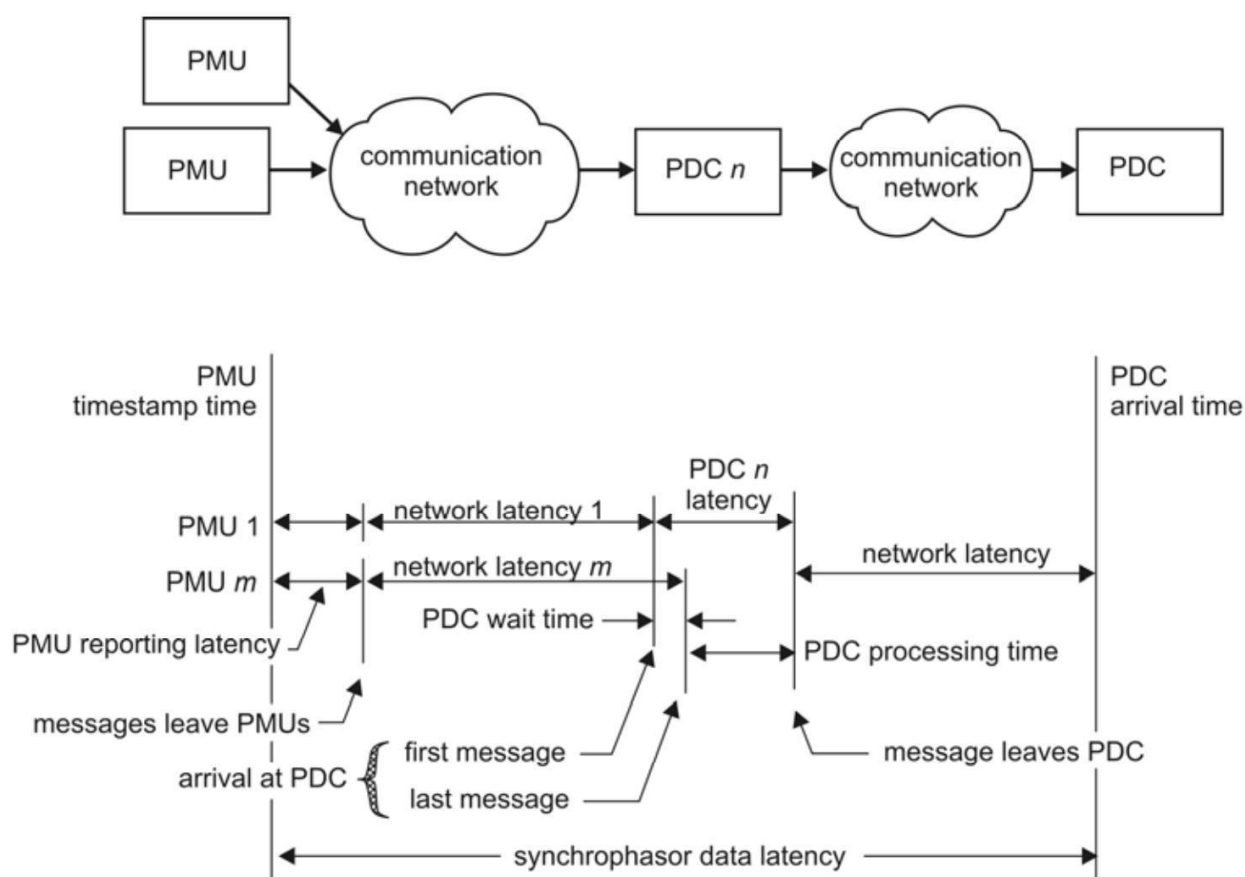 PMU
PMU
communication
network
PDC n
communication
network
PDC
PMU
timestamp time
PDC
arrival time
PDC n
latency
PMU 1
network latency 1
PMU m
network latency m
network latency
PDC wait time
PMU reporting latency
PDC processing time
messages leave PMUs
first message
message leaves PDC
arrival at PDC
last message
synchrophasor data latency